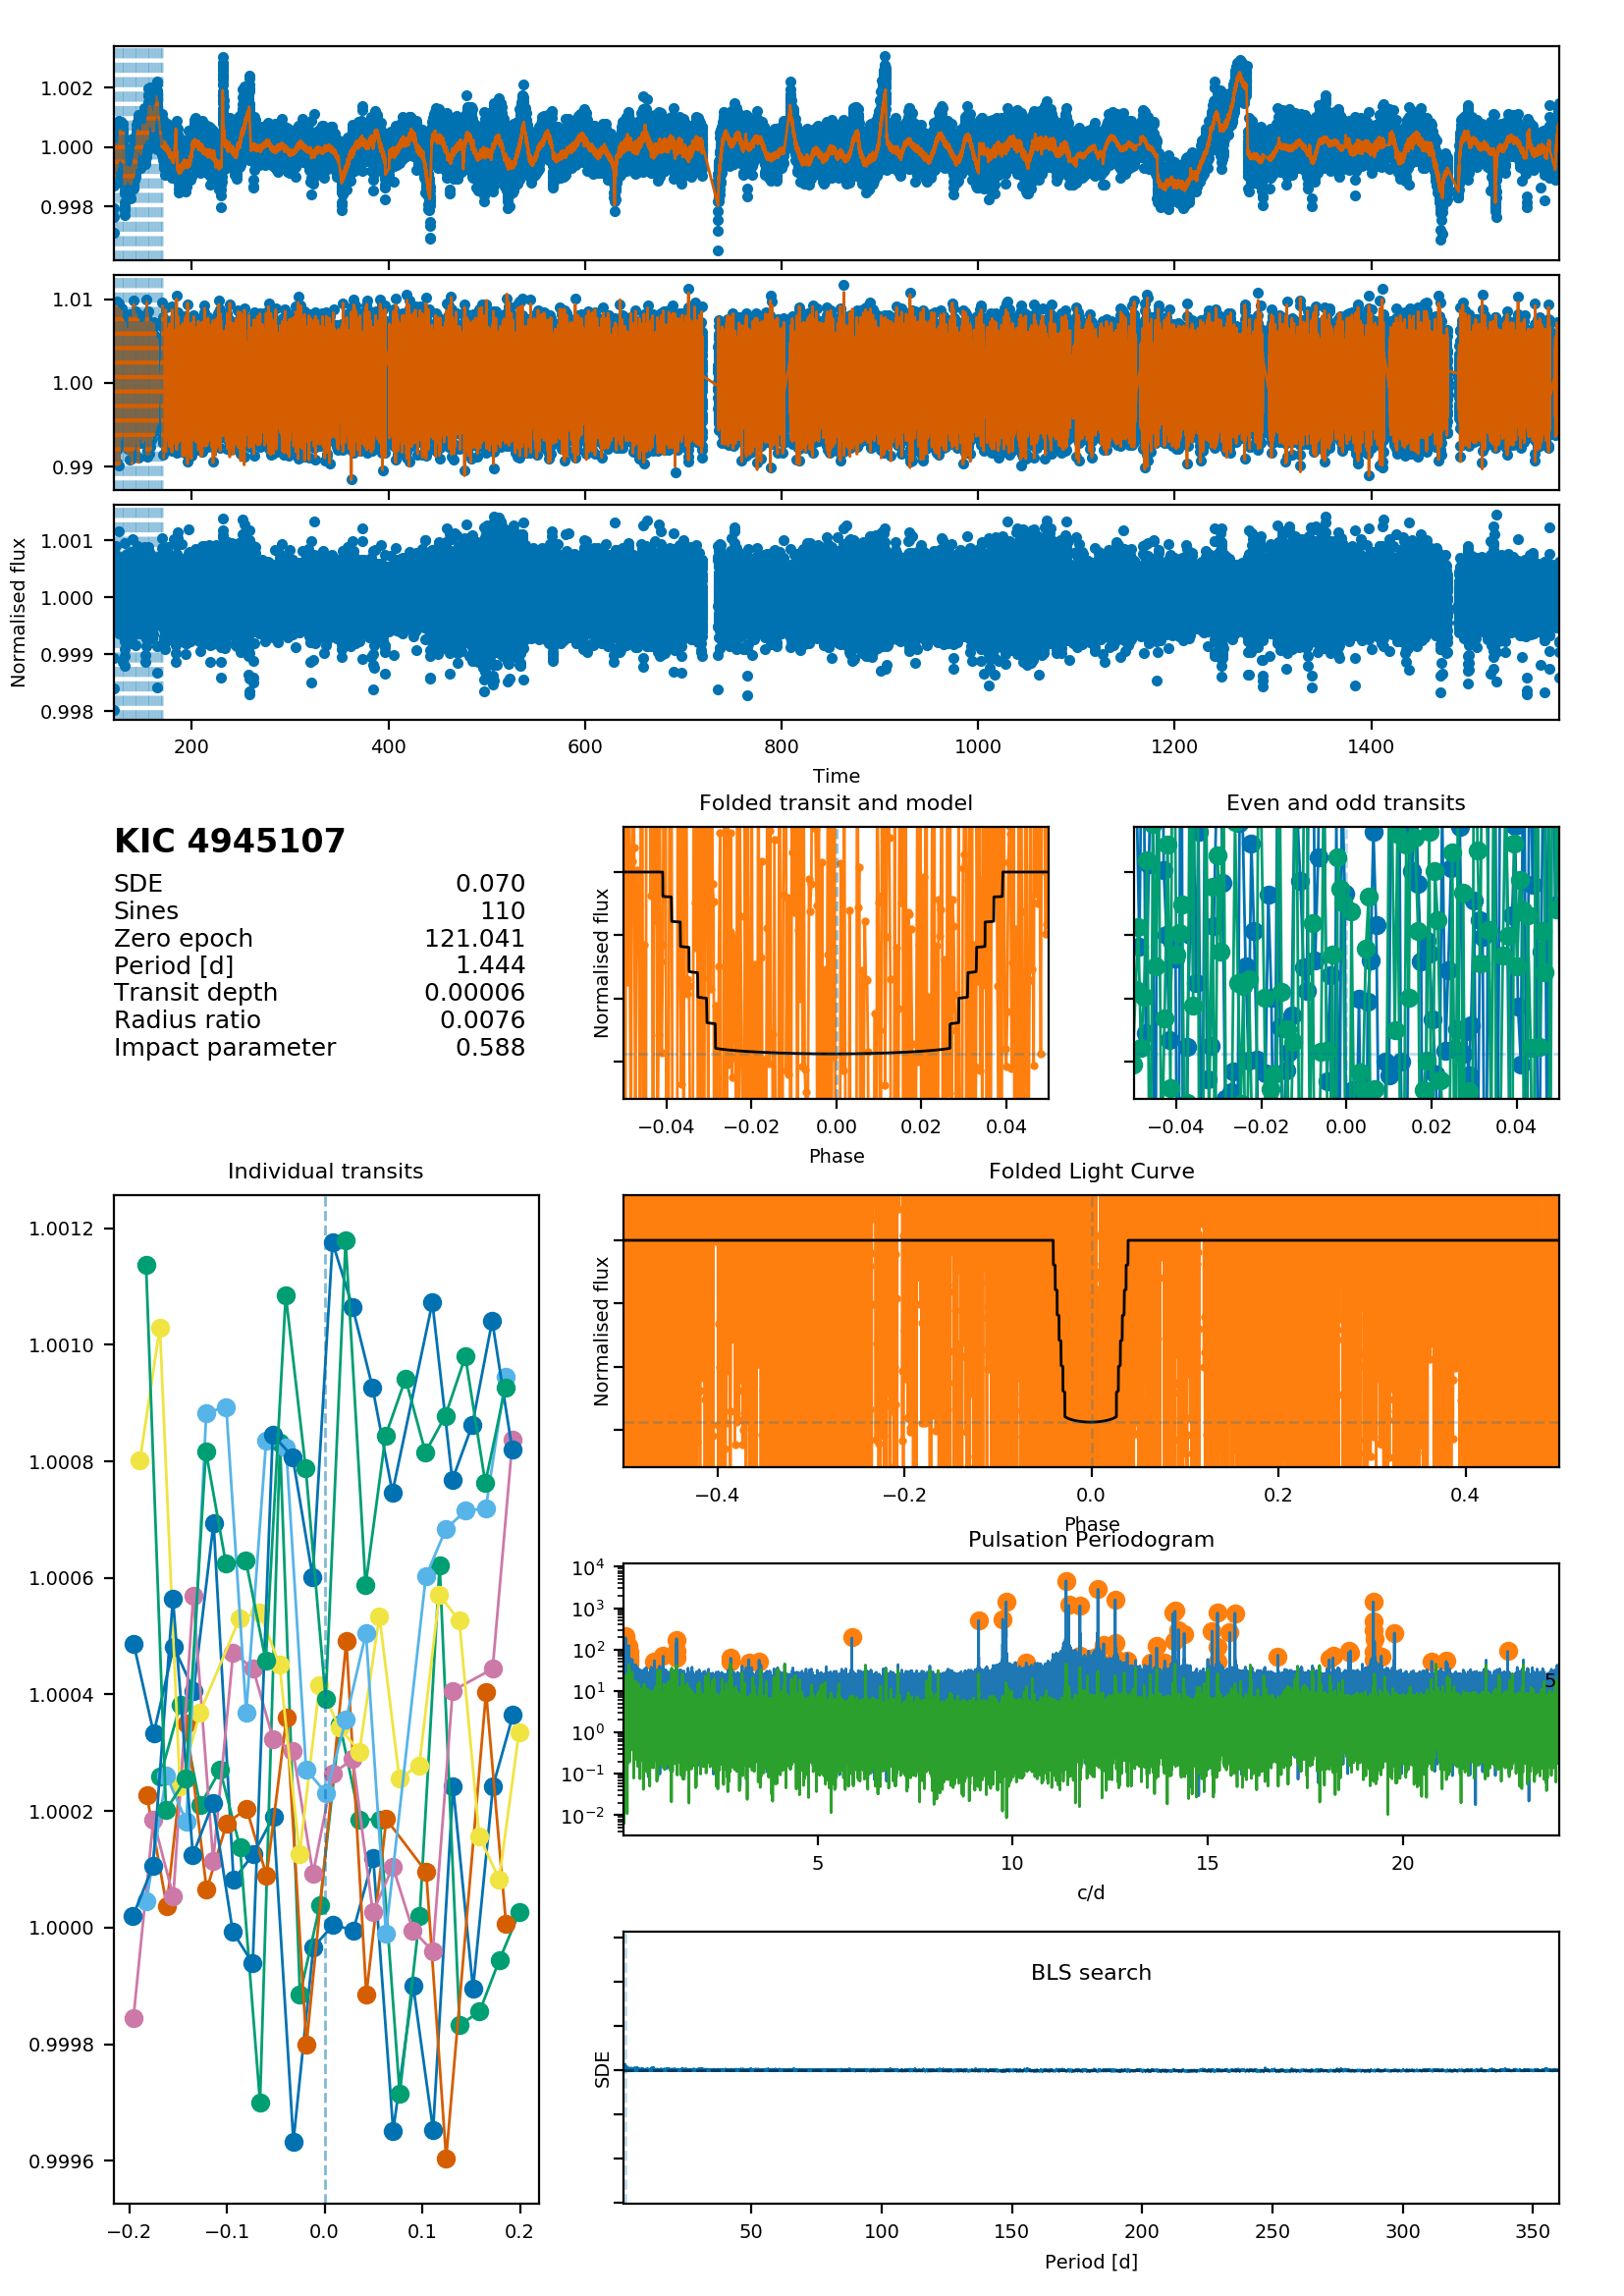 1.002
1.000
0.998
1.01
1.00
0.99
1.001
1.000
0.999
0.998
Normalised flux
200 400 600 800 1000 1200 1400
Time
KIC 4945107
SDE 0.070
Sines 110
Zero epoch 121.041
Period [d] 1.444
Transit depth 0.00006
Radius ratio 0.0076
Impact parameter 0.588
Folded transit and model
Normalised flux
−0.04 −0.02 0.00 0.02 0.04
Phase
Even and odd transits
−0.04 −0.02 0.00 0.02 0.04
Individual transits
1.0012
1.0010
1.0008
1.0006
1.0004
1.0002
1.0000
0.9998
0.9996
−0.2 −0.1 0.0 0.1 0.2
Folded Light Curve
Normalised flux
−0.4 −0.2 0.0 0.2 0.4
Phase
Pulsation Periodogram
10⁴
10³
10²
10¹
10⁰
10⁻¹
10⁻²
5
5 10 15 20
c/d
BLS search
SDE
50 100 150 200 250 300 350
Period [d]